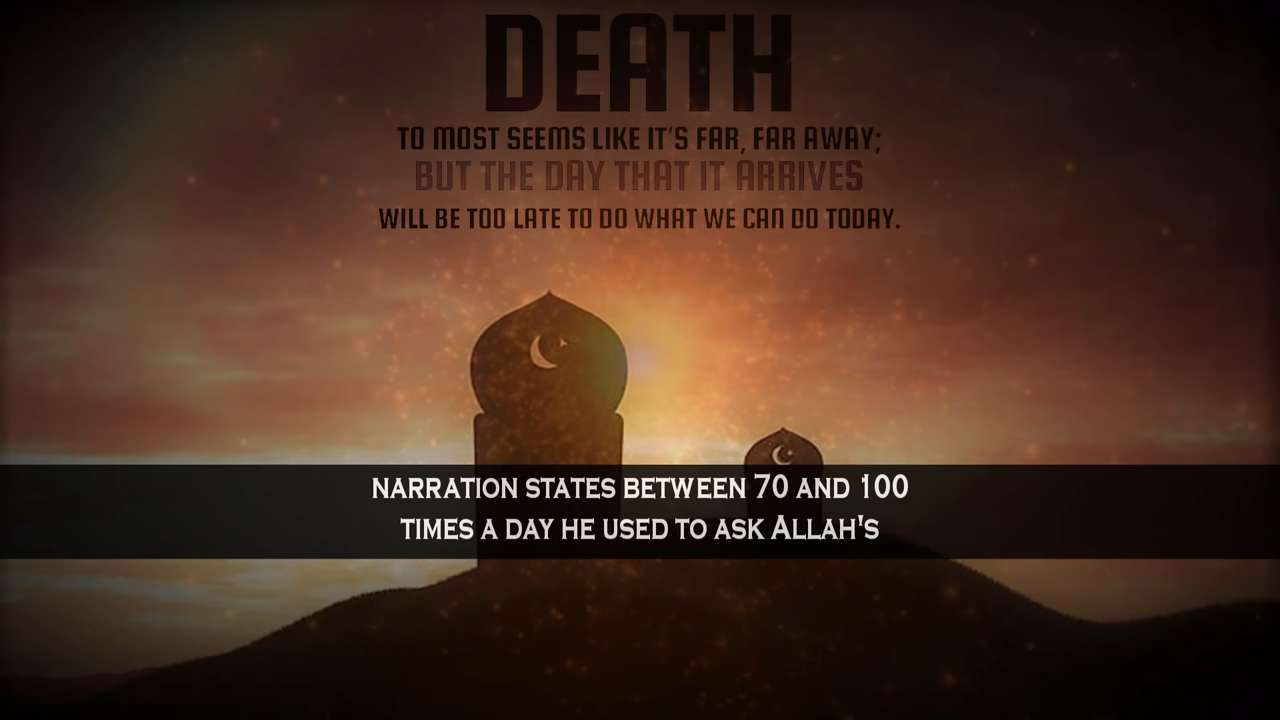 DEATH
TO MOST SEEMS LIKE IT'S FAR, FAR AWAY;
BUT THE DAY THAT IT ARRIVES
WILL BE TOO LATE TO DO WHAT WE CAN DO TODAY.
NARRATION STATES BETWEEN 70 AND 100
TIMES A DAY HE USED TO ASK ALLAH'S